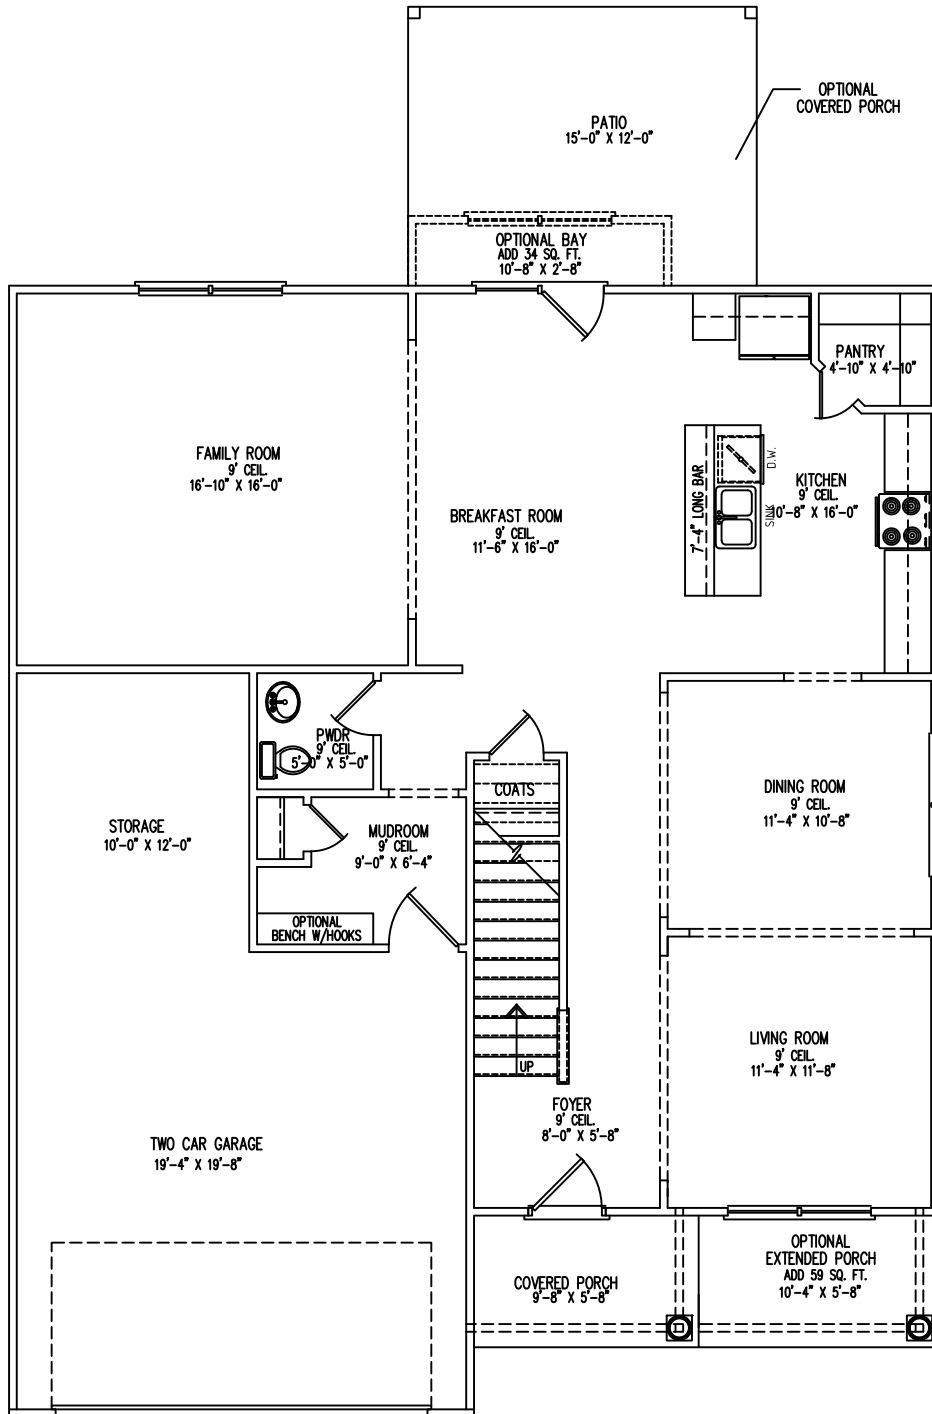 OPTIONAL
COVERED PORCH
PATIO
15'-0" X 12'-0"
OPTIONAL BAY
ADD 34 SQ. FT.
10'-8" X 2'-8"
PANTRY
4'-10" X 4'-10"
FAMILY ROOM
9' CEIL.
16'-10" X 16'-0"
BREAKFAST ROOM
9' CEIL.
11'-6" X 16'-0"
7'-4" LONG BAR
D.W.
SINK
KITCHEN
9' CEIL.
10'-8" X 16'-0"
PWDR
9' CEIL.
5'-0" X 5'-0"
COATS
DINING ROOM
9' CEIL.
11'-4" X 10'-8"
STORAGE
10'-0" X 12'-0"
MUDROOM
9' CEIL.
9'-0" X 6'-4"
OPTIONAL
BENCH W/HOOKS
UP
LIVING ROOM
9' CEIL.
11'-4" X 11'-8"
FOYER
9' CEIL.
8'-0" X 5'-8"
TWO CAR GARAGE
19'-4" X 19'-8"
COVERED PORCH
9'-8" X 5'-8"
OPTIONAL
EXTENDED PORCH
ADD 59 SQ. FT.
10'-4" X 5'-8"